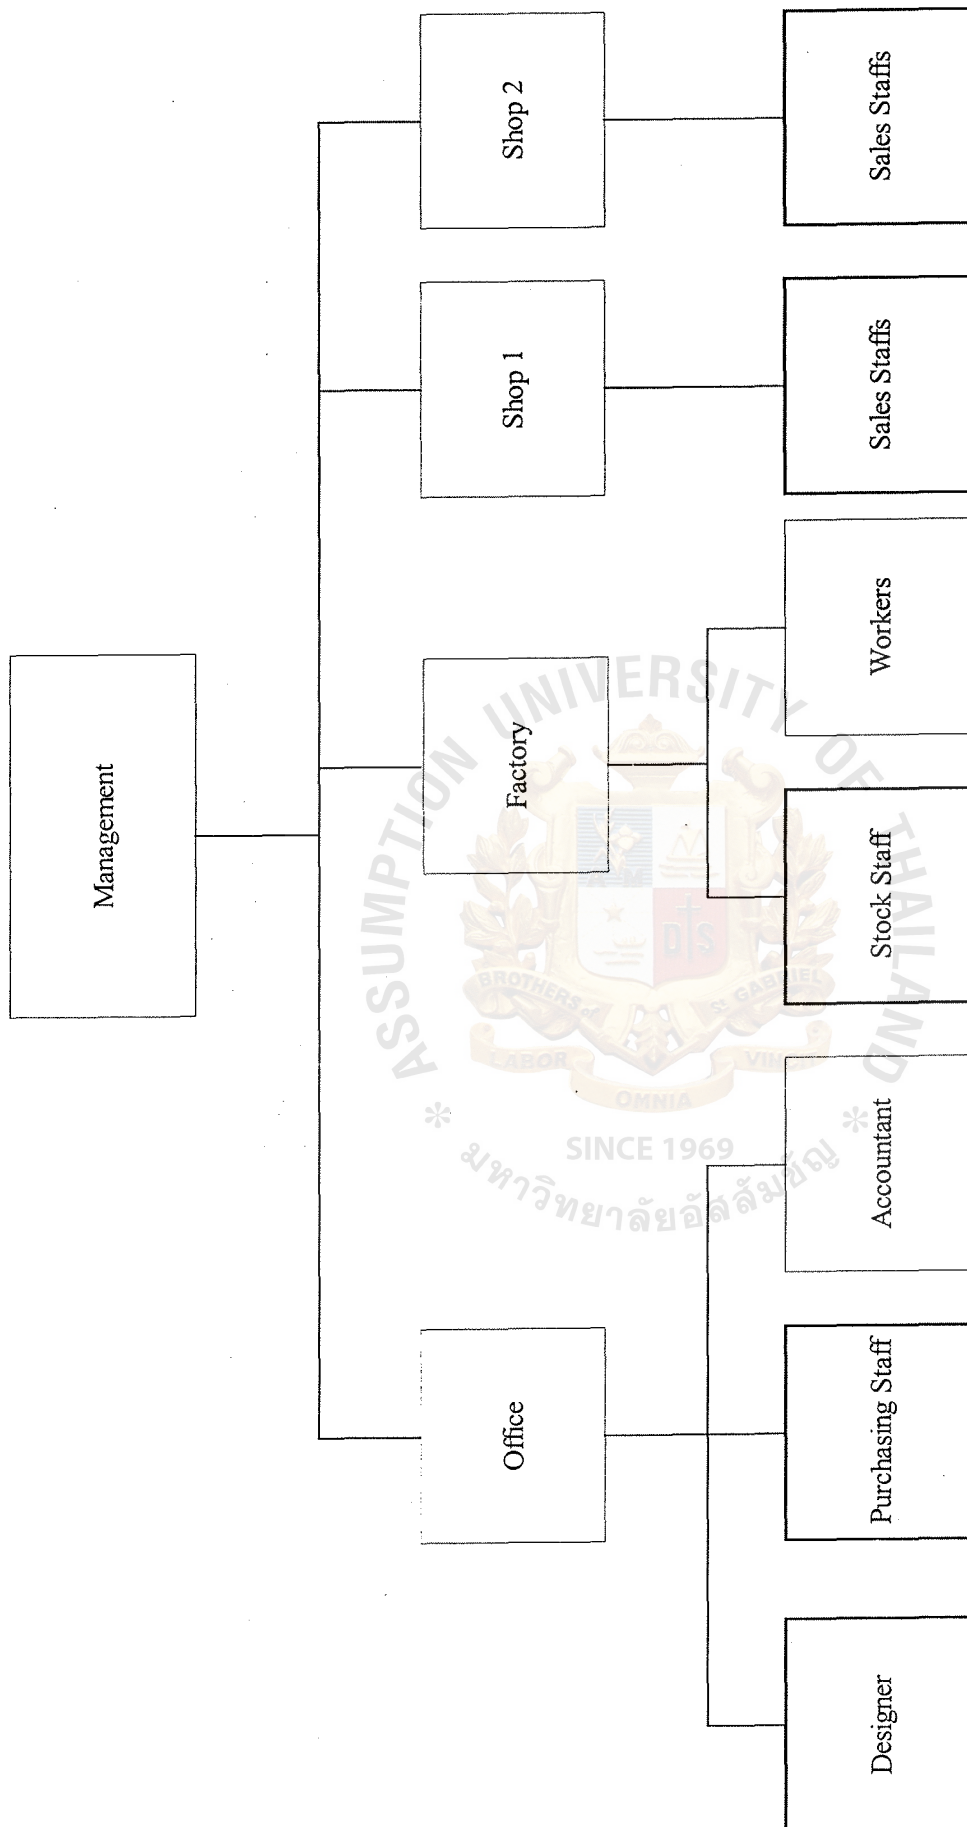 Management
Office
Factory
Shop 1
Shop 2
Designer
Purchasing Staff
Accountant
Stock Staff
Workers
Sales Staffs
Sales Staffs
ASSUMPTION UNIVERSITY OF THAILAND
D S
BROTHERS of St GABRIEL
LABOR
OMNIA
SINCE 1969
* มหาวิทยาลัยอัสสัมชัญ *